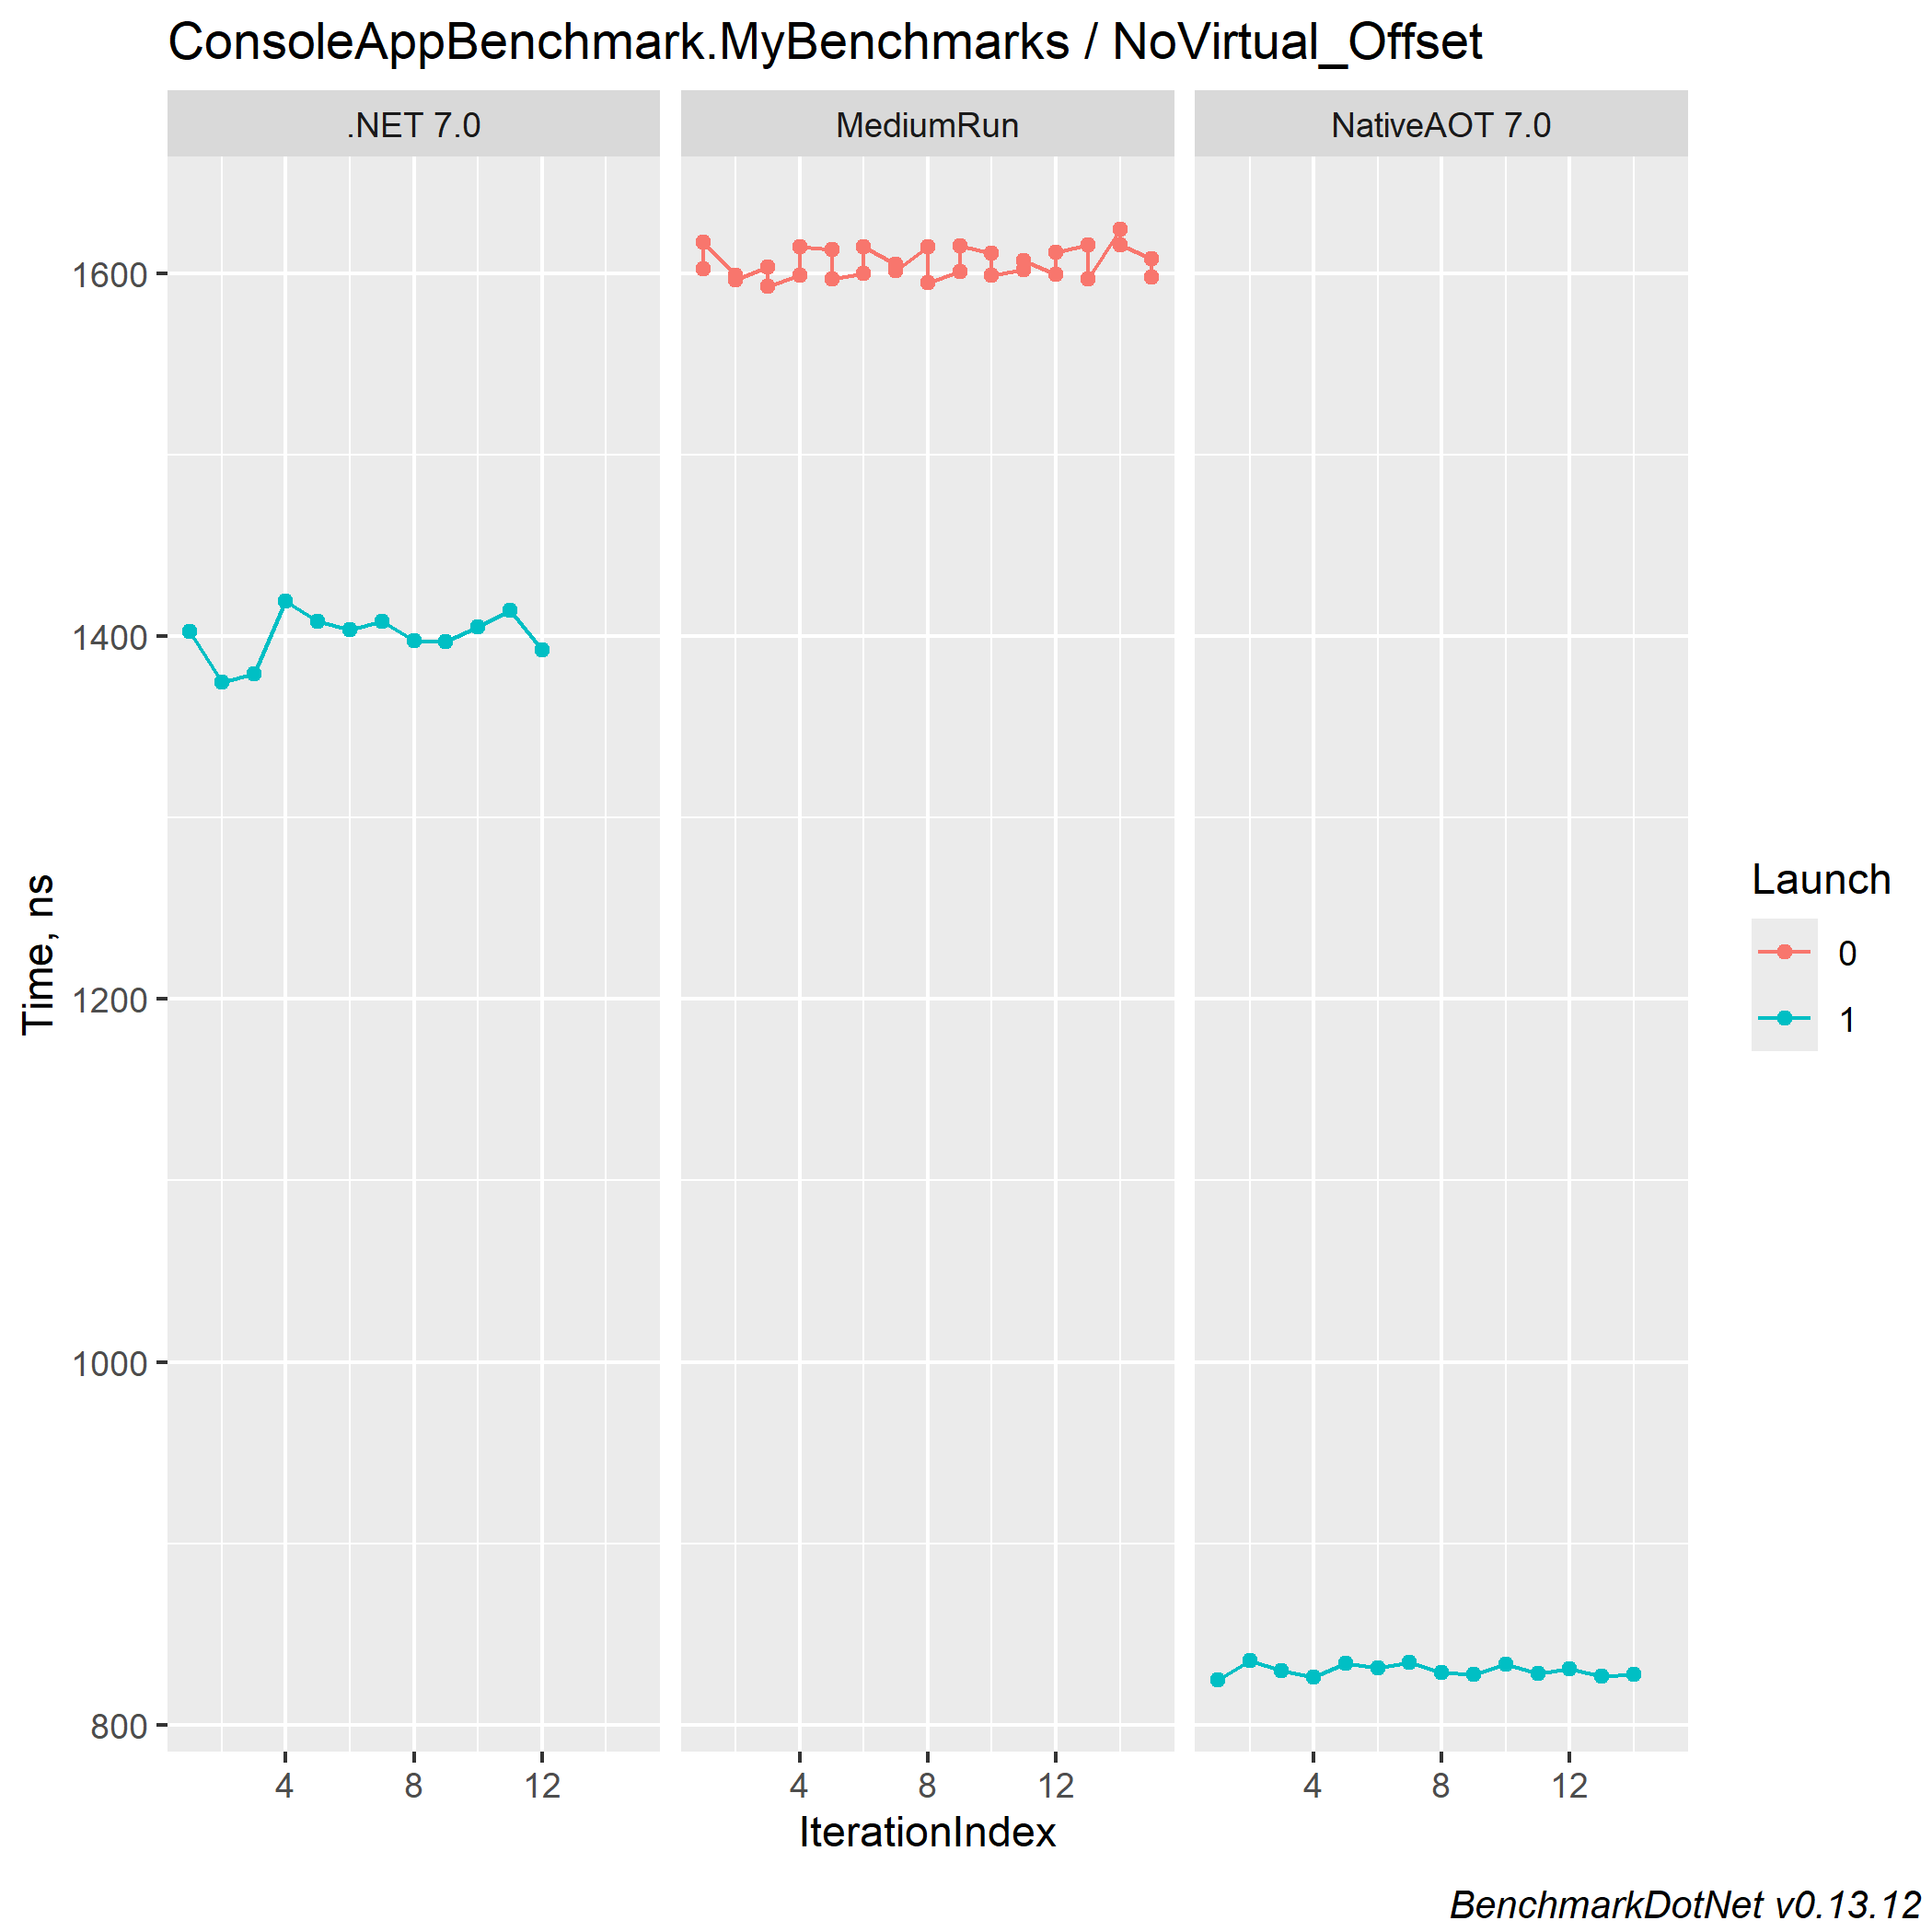 ConsoleAppBenchmark.MyBenchmarks / NoVirtual_Offset
.NET 7.0
MediumRun
NativeAOT 7.0
Time, ns
1600
1400
1200
1000
800
4 8 12
4 8 12
4 8 12
IterationIndex
Launch
0
1
BenchmarkDotNet v0.13.12